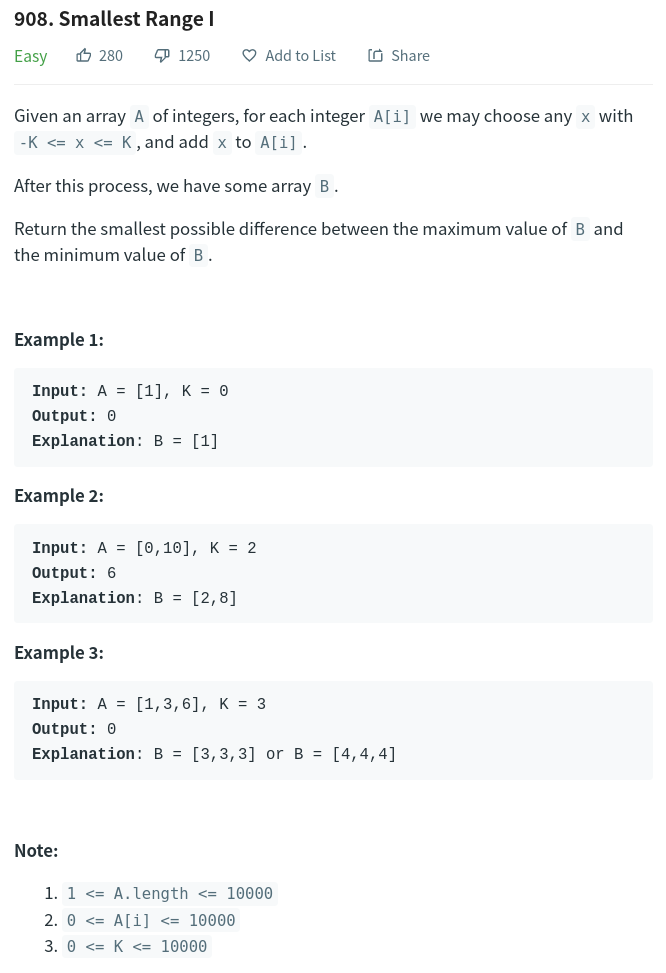 908. Smallest Range I
Easy 280 1250 Add to List Share
Given an array A of integers, for each integer A[i] we may choose any x with
-K <= x <= K, and add x to A[i].
After this process, we have some array B.
Return the smallest possible difference between the maximum value of B and
the minimum value of B.
Example 1:
Input: A = [1], K = 0
Output: 0
Explanation: B = [1]
Example 2:
Input: A = [0,10], K = 2
Output: 6
Explanation: B = [2,8]
Example 3:
Input: A = [1,3,6], K = 3
Output: 0
Explanation: B = [3,3,3] or B = [4,4,4]
Note:
1. 1 <= A.length <= 10000
2. 0 <= A[i] <= 10000
3. 0 <= K <= 10000